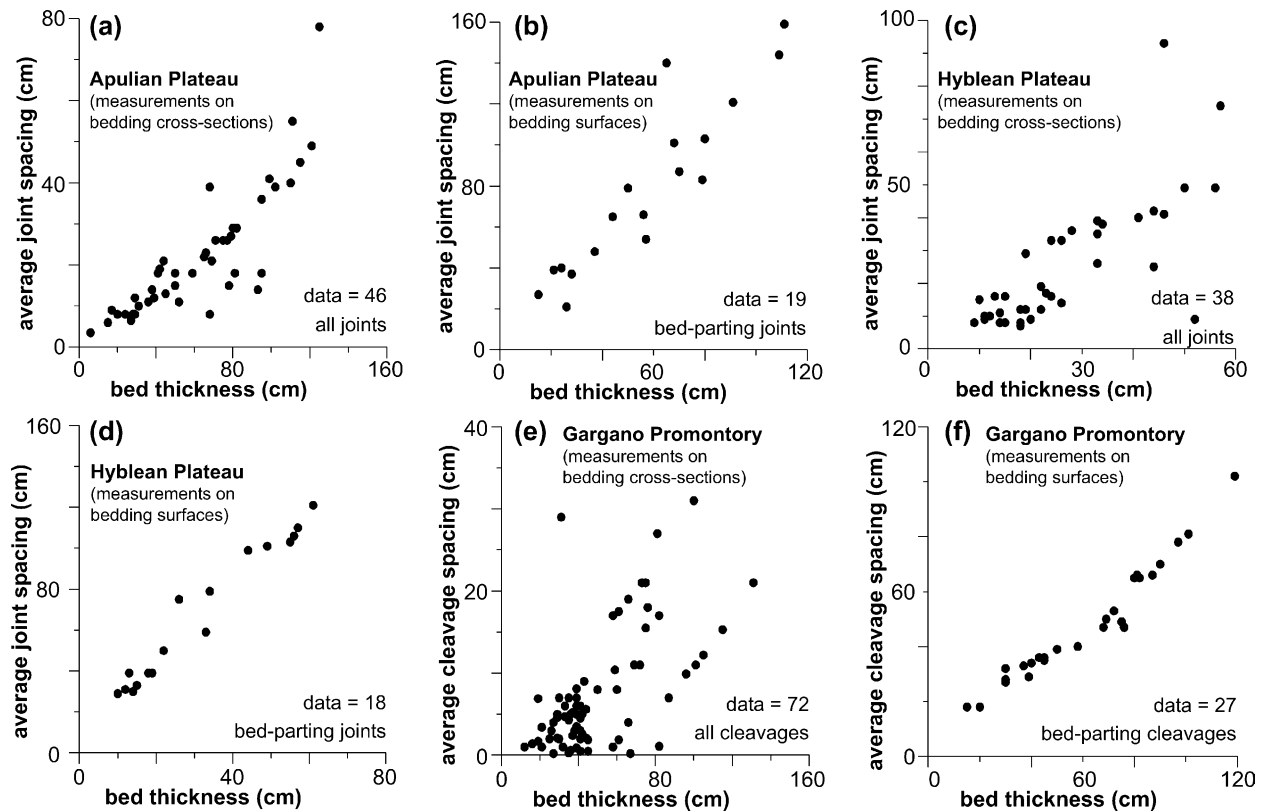 (a)
80
40
0
average joint spacing (cm)
Apulian Plateau
(measurements on
bedding cross-sections)
data = 46
all joints
0
80
160
bed thickness (cm)
(b)
160
80
0
average joint spacing (cm)
Apulian Plateau
(measurements on
bedding surfaces)
data = 19
bed-parting joints
0
60
120
bed thickness (cm)
(c)
100
50
0
average joint spacing (cm)
Hyblean Plateau
(measurements on
bedding cross-sections)
data = 38
all joints
0
30
60
bed thickness (cm)
(d)
160
80
0
average joint spacing (cm)
Hyblean Plateau
(measurements on
bedding surfaces)
data = 18
bed-parting joints
0
40
80
bed thickness (cm)
(e)
40
20
0
average cleavage spacing (cm)
Gargano Promontory
(measurements on
bedding cross-sections)
data = 72
all cleavages
0
80
160
bed thickness (cm)
(f)
120
60
0
average cleavage spacing (cm)
Gargano Promontory
(measurements on
bedding surfaces)
data = 27
bed-parting cleavages
0
60
120
bed thickness (cm)